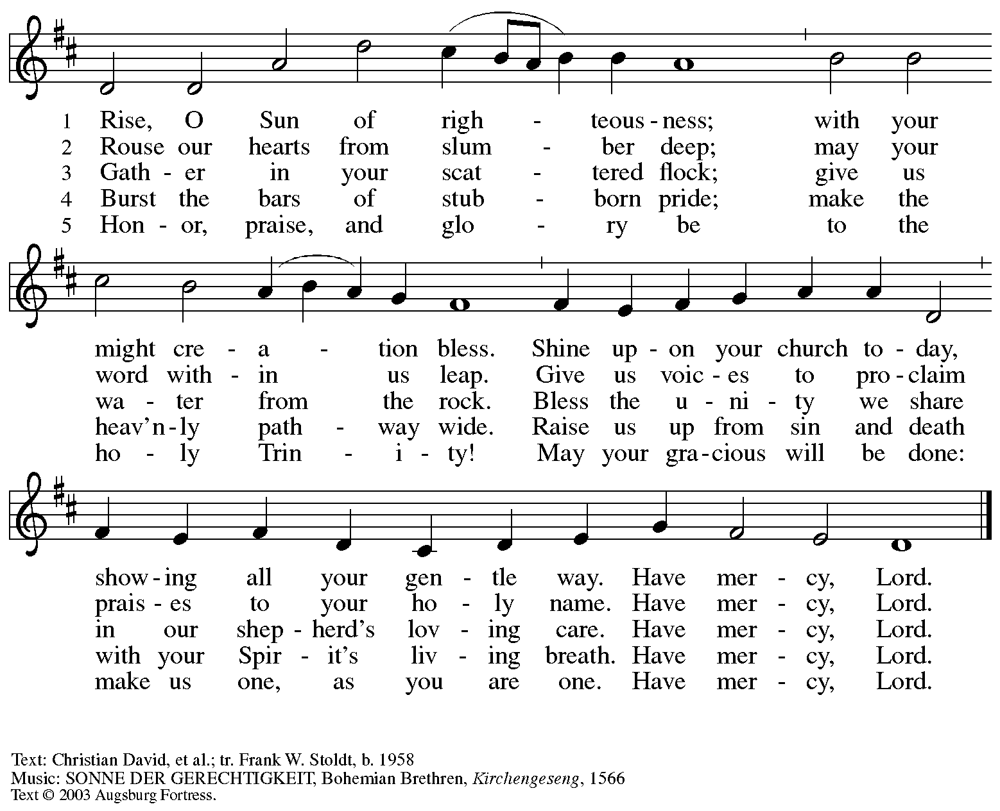 1 Rise, O Sun of righ - teous - ness; with your
2 Rouse our hearts from slum - ber deep; may your
3 Gath - er in your scat - tered flock; give us
4 Burst the bars of stub - born pride; make the
5 Hon - or, praise, and glo - ry be to the
might cre - a - tion bless. Shine up - on your church to - day,
word with - in us leap. Give us voic - es to pro - claim
wa - ter from the rock. Bless the u - ni - ty we share
heav'n - ly path - way wide. Raise us up from sin and death
ho - ly Trin - i - ty! May your gra - cious will be done:
show - ing all your gen - tle way. Have mer - cy, Lord.
prais - es to your ho - ly name. Have mer - cy, Lord.
in our shep - herd's lov - ing care. Have mer - cy, Lord.
with your Spir - it's liv - ing breath. Have mer - cy, Lord.
make us one, as you are one. Have mer - cy, Lord.
Text: Christian David, et al.; tr. Frank W. Stoldt, b. 1958
Music: SONNE DER GERECHTIGKEIT, Bohemian Brethren, Kirchengeseng, 1566
Text © 2003 Augsburg Fortress.